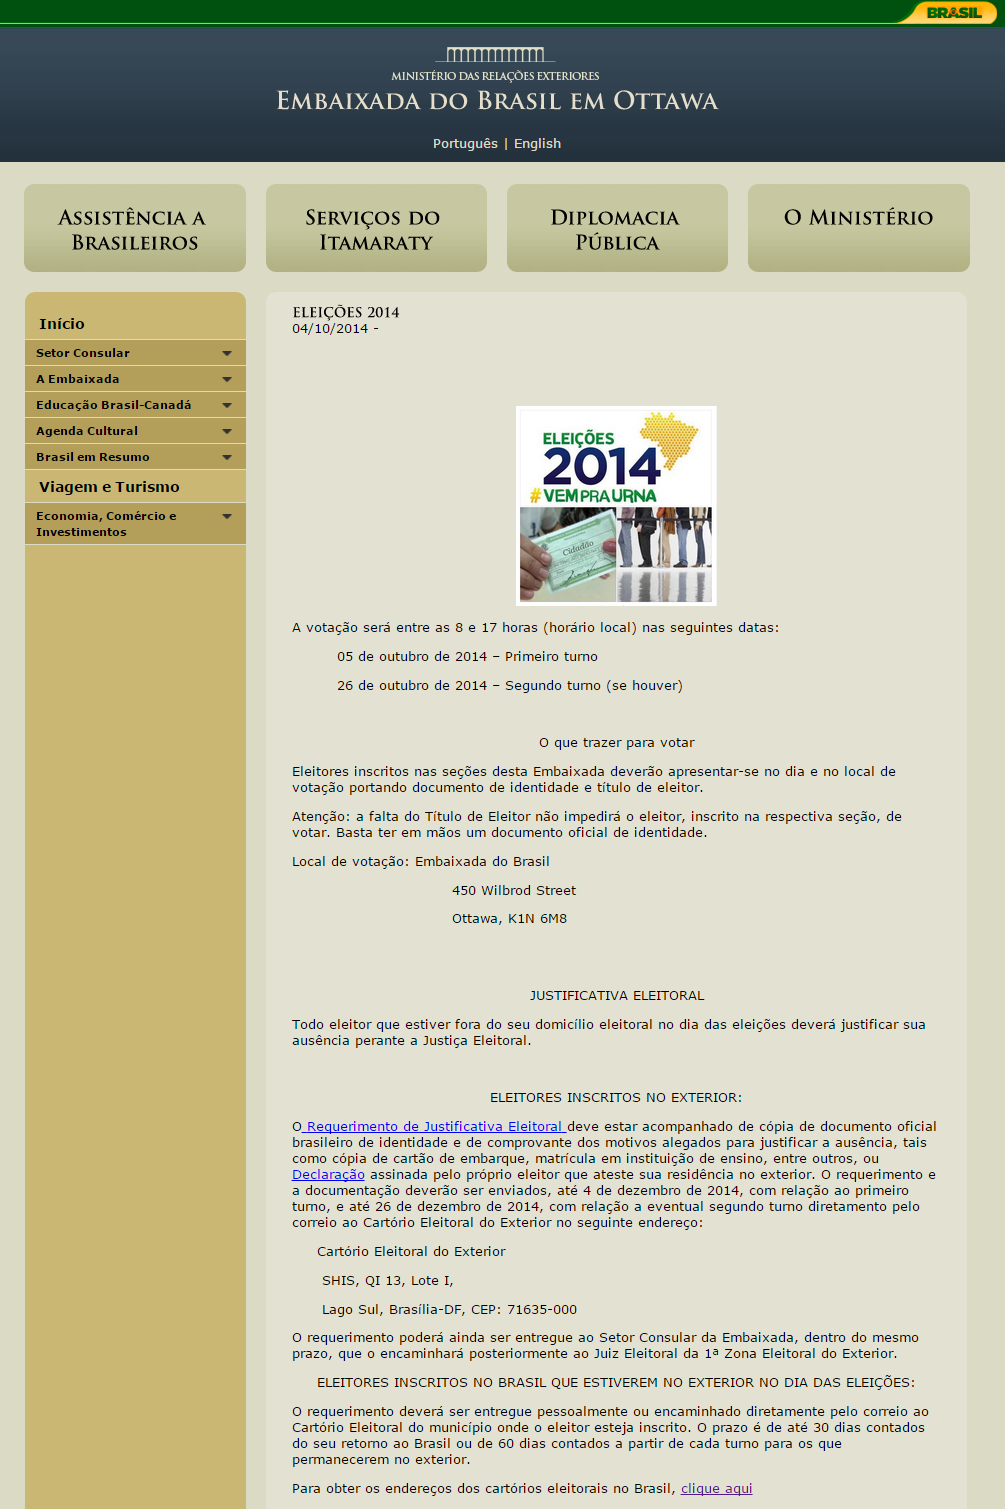 BRASIL
MINISTÉRIO DAS RELAÇÕES EXTERIORES
EMBAIXADA DO BRASIL EM OTTAWA
Português | English
ASSISTÊNCIA A
BRASILEIROS
SERVIÇOS DO
ITAMARATY
DIPLOMACIA
PÚBLICA
O MINISTÉRIO
Início
Setor Consular
A Embaixada
Educação Brasil-Canadá
Agenda Cultural
Brasil em Resumo
Viagem e Turismo
Economia, Comércio e
Investimentos
ELEIÇÕES 2014
04/10/2014 -
ELEIÇÕES
2014
#VEMPRAURNA
Cidadão
A votação será entre as 8 e 17 horas (horário local) nas seguintes datas:
05 de outubro de 2014 – Primeiro turno
26 de outubro de 2014 – Segundo turno (se houver)
O que trazer para votar
Eleitores inscritos nas seções desta Embaixada deverão apresentar-se no dia e no local de
votação portando documento de identidade e título de eleitor.
Atenção: a falta do Título de Eleitor não impedirá o eleitor, inscrito na respectiva seção, de
votar. Basta ter em mãos um documento oficial de identidade.
Local de votação: Embaixada do Brasil
450 Wilbrod Street
Ottawa, K1N 6M8
JUSTIFICATIVA ELEITORAL
Todo eleitor que estiver fora do seu domicílio eleitoral no dia das eleições deverá justificar sua
ausência perante a Justiça Eleitoral.
ELEITORES INSCRITOS NO EXTERIOR:
O Requerimento de Justificativa Eleitoral deve estar acompanhado de cópia de documento oficial
brasileiro de identidade e de comprovante dos motivos alegados para justificar a ausência, tais
como cópia de cartão de embarque, matrícula em instituição de ensino, entre outros, ou
Declaração assinada pelo próprio eleitor que ateste sua residência no exterior. O requerimento e
a documentação deverão ser enviados, até 4 de dezembro de 2014, com relação ao primeiro
turno, e até 26 de dezembro de 2014, com relação a eventual segundo turno diretamente pelo
correio ao Cartório Eleitoral do Exterior no seguinte endereço:
Cartório Eleitoral do Exterior
SHIS, QI 13, Lote I,
Lago Sul, Brasília-DF, CEP: 71635-000
O requerimento poderá ainda ser entregue ao Setor Consular da Embaixada, dentro do mesmo
prazo, que o encaminhará posteriormente ao Juiz Eleitoral da 1ª Zona Eleitoral do Exterior.
ELEITORES INSCRITOS NO BRASIL QUE ESTIVEREM NO EXTERIOR NO DIA DAS ELEIÇÕES:
O requerimento deverá ser entregue pessoalmente ou encaminhado diretamente pelo correio ao
Cartório Eleitoral do município onde o eleitor esteja inscrito. O prazo é de até 30 dias contados
do seu retorno ao Brasil ou de 60 dias contados a partir de cada turno para os que
permanecerem no exterior.
Para obter os endereços dos cartórios eleitorais no Brasil, clique aqui